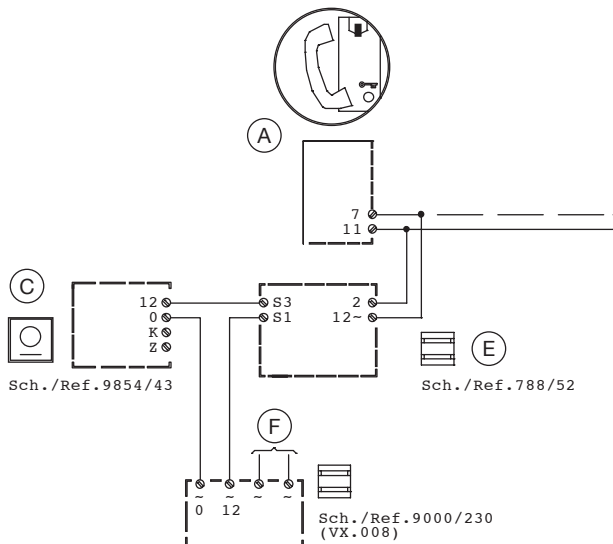 A
7
11
C
12
0
K
Z
S3
S1
2
12~
E
Sch./Ref.9854/43
Sch./Ref.788/52
F
~ ~ ~ ~
0 12
Sch./Ref.9000/230
(VX.008)